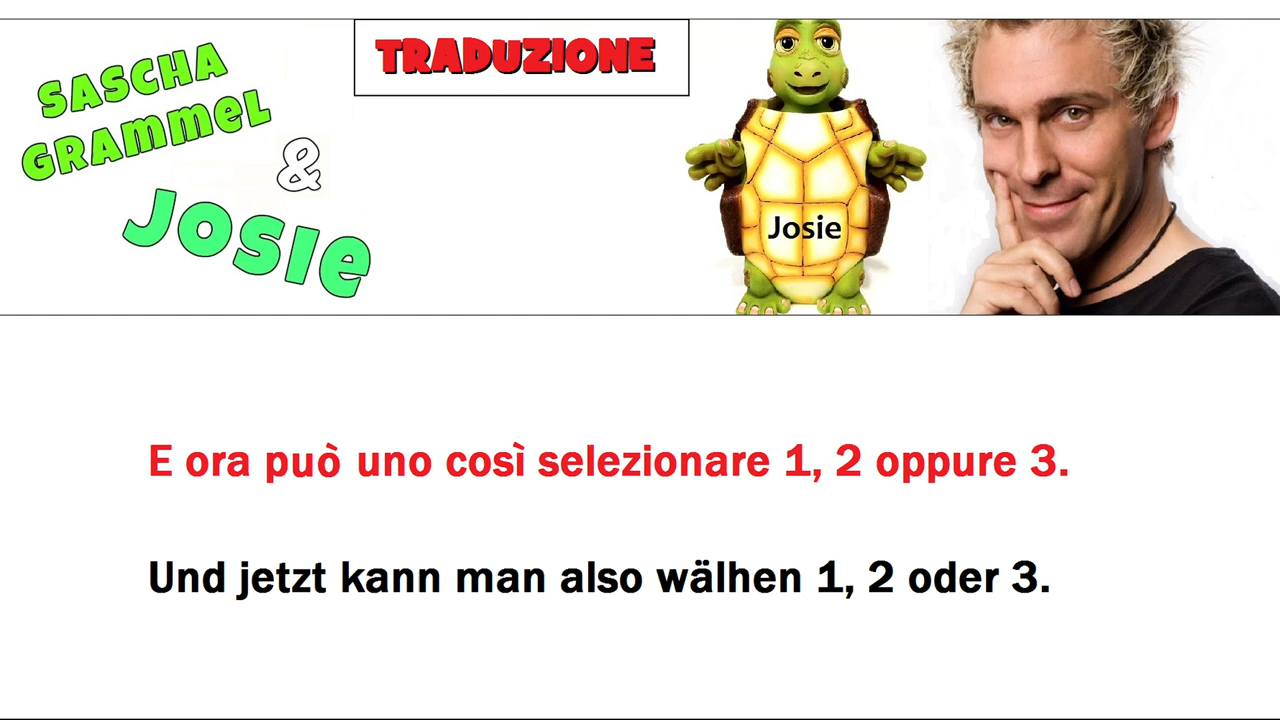 SASCHA
GRAMMEL
&
JOSIE
TRADUZIONE
Josie
E ora può uno così selezionare 1, 2 oppure 3.
Und jetzt kann man also wälhen 1, 2 oder 3.